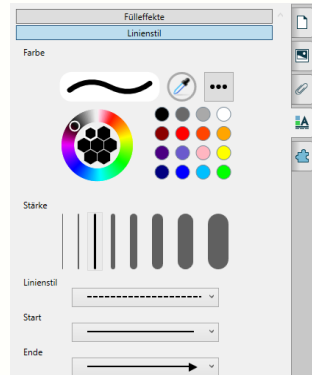 Fülleffekte
Linienstil
Farbe
Stärke
Linienstil
Start
Ende